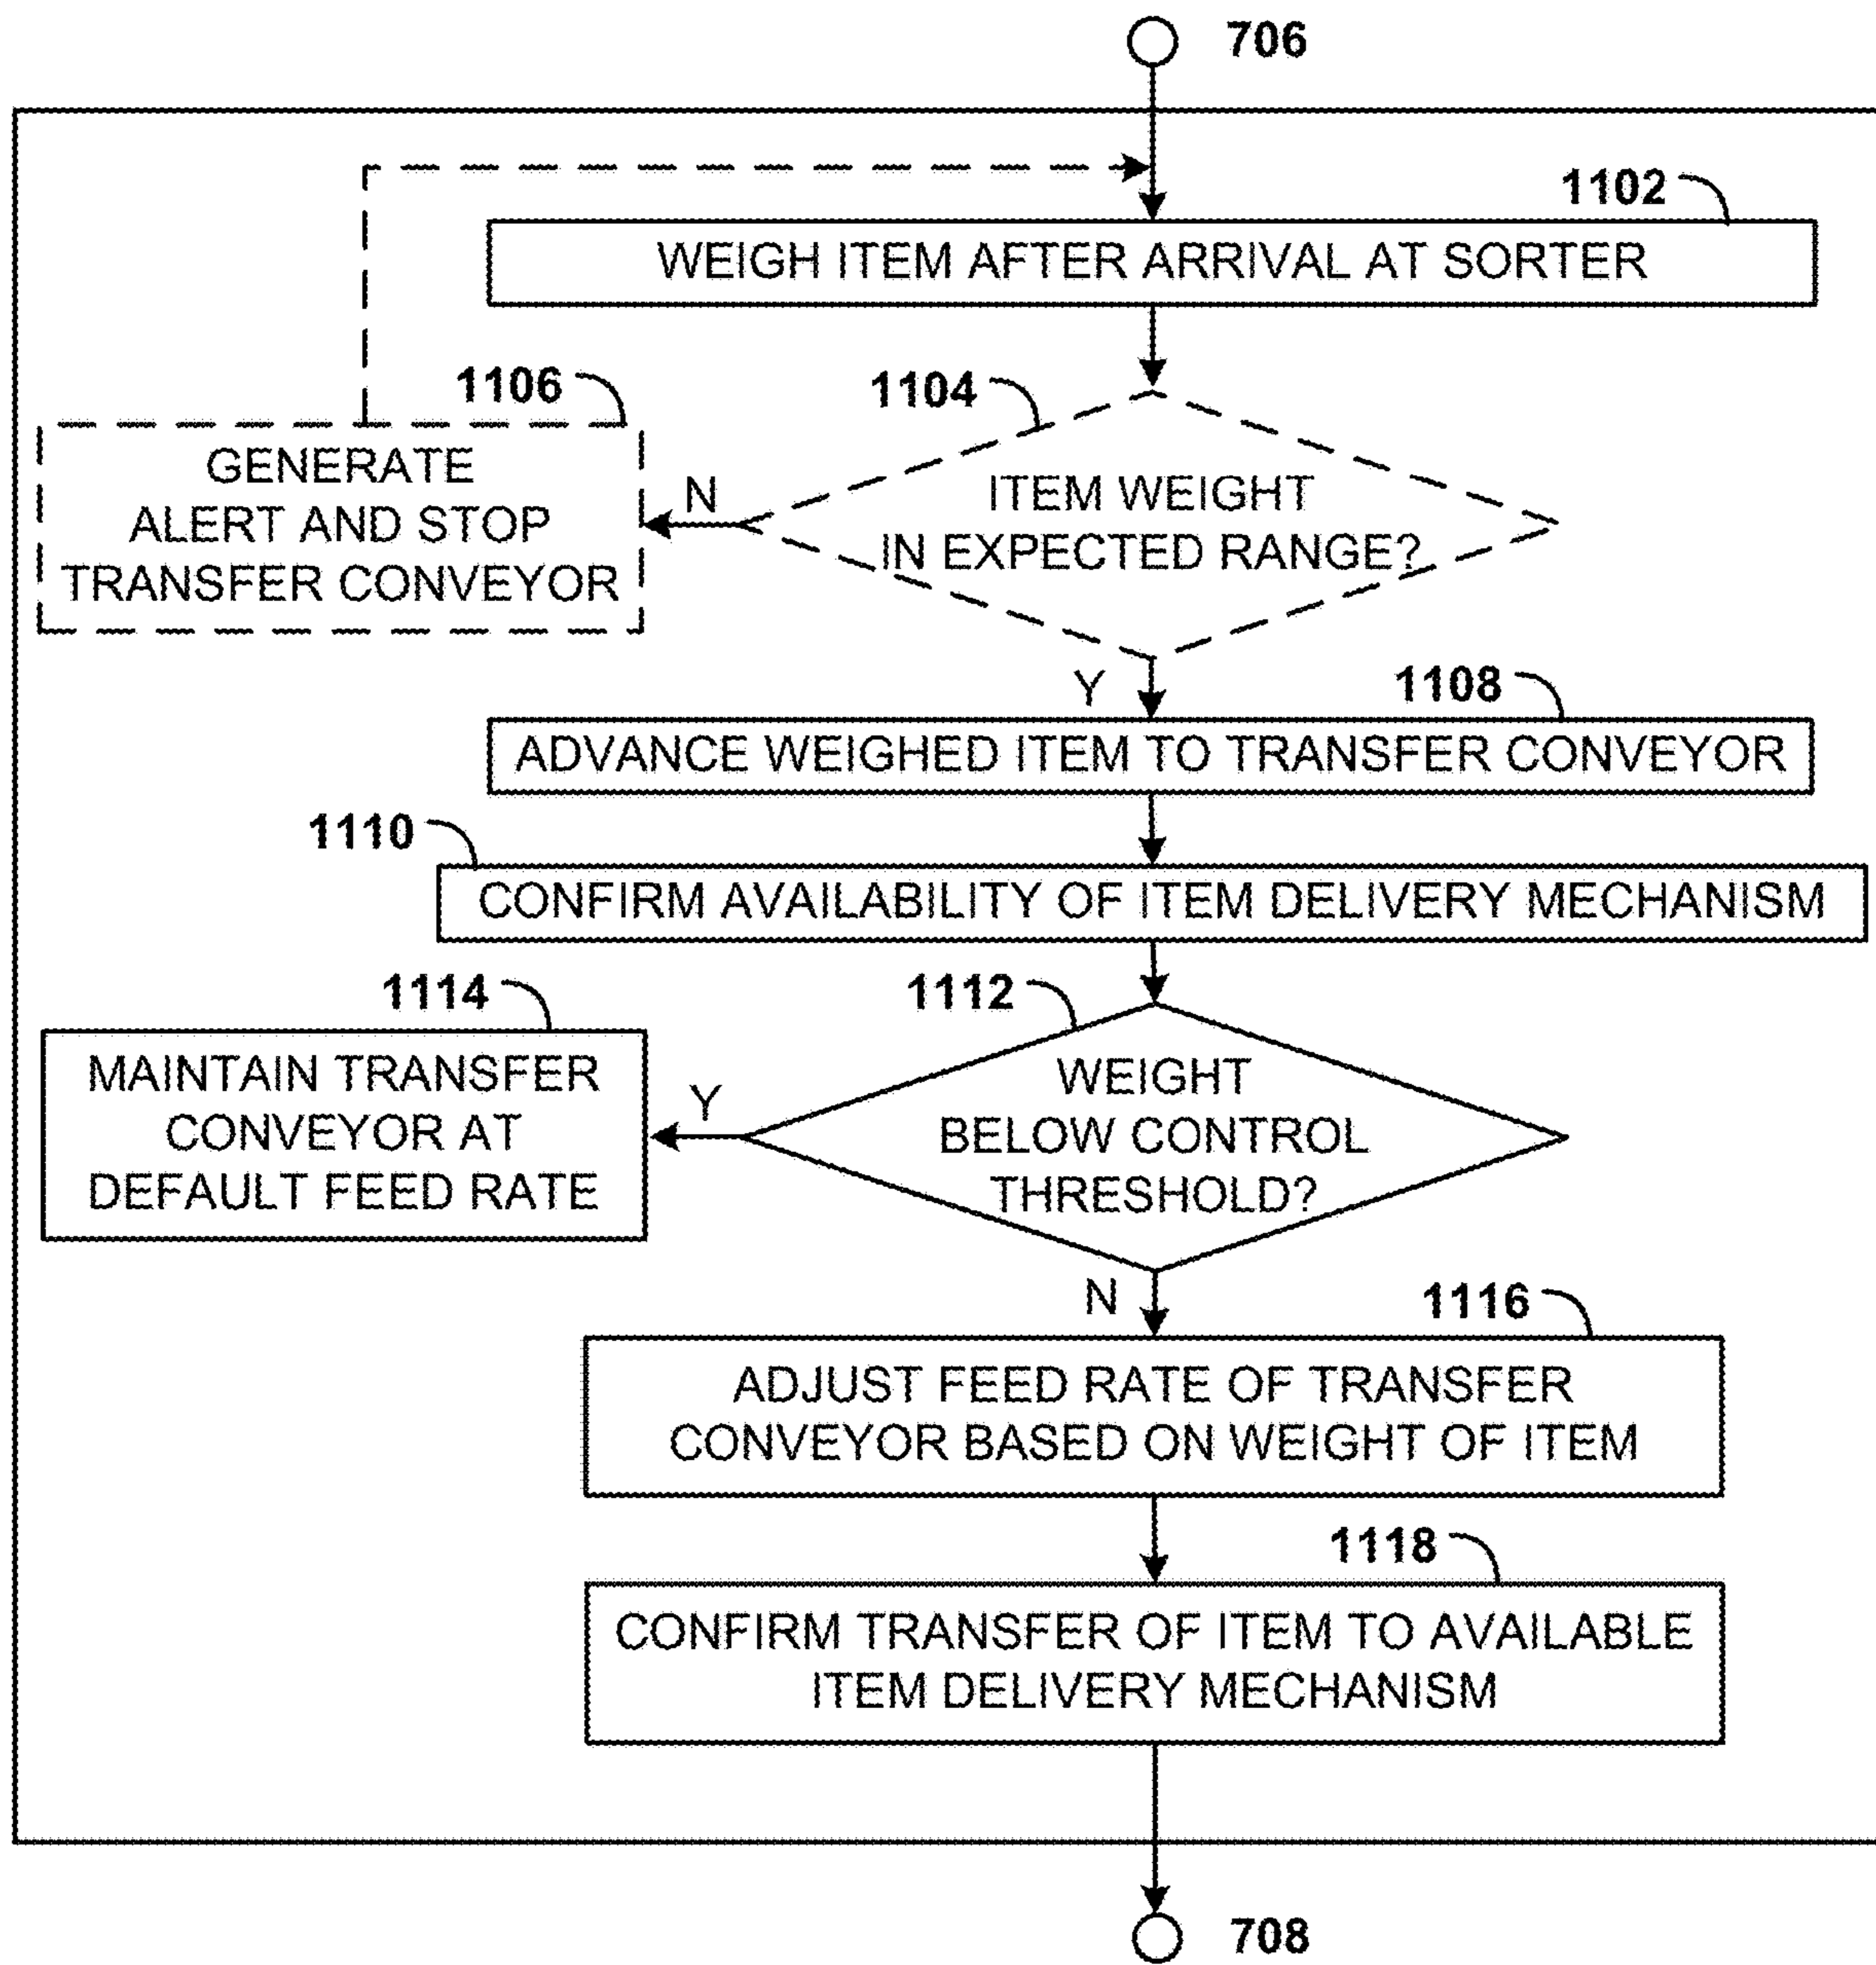 706
1102
WEIGH ITEM AFTER ARRIVAL AT SORTER
1106
1104
GENERATE
ALERT AND STOP
TRANSFER CONVEYOR
N
ITEM WEIGHT
IN EXPECTED RANGE?
Y
1108
ADVANCE WEIGHED ITEM TO TRANSFER CONVEYOR
1110
CONFIRM AVAILABILITY OF ITEM DELIVERY MECHANISM
1114
1112
MAINTAIN TRANSFER
CONVEYOR AT
DEFAULT FEED RATE
Y
WEIGHT
BELOW CONTROL
THRESHOLD?
N
1116
ADJUST FEED RATE OF TRANSFER
CONVEYOR BASED ON WEIGHT OF ITEM
1118
CONFIRM TRANSFER OF ITEM TO AVAILABLE
ITEM DELIVERY MECHANISM
708